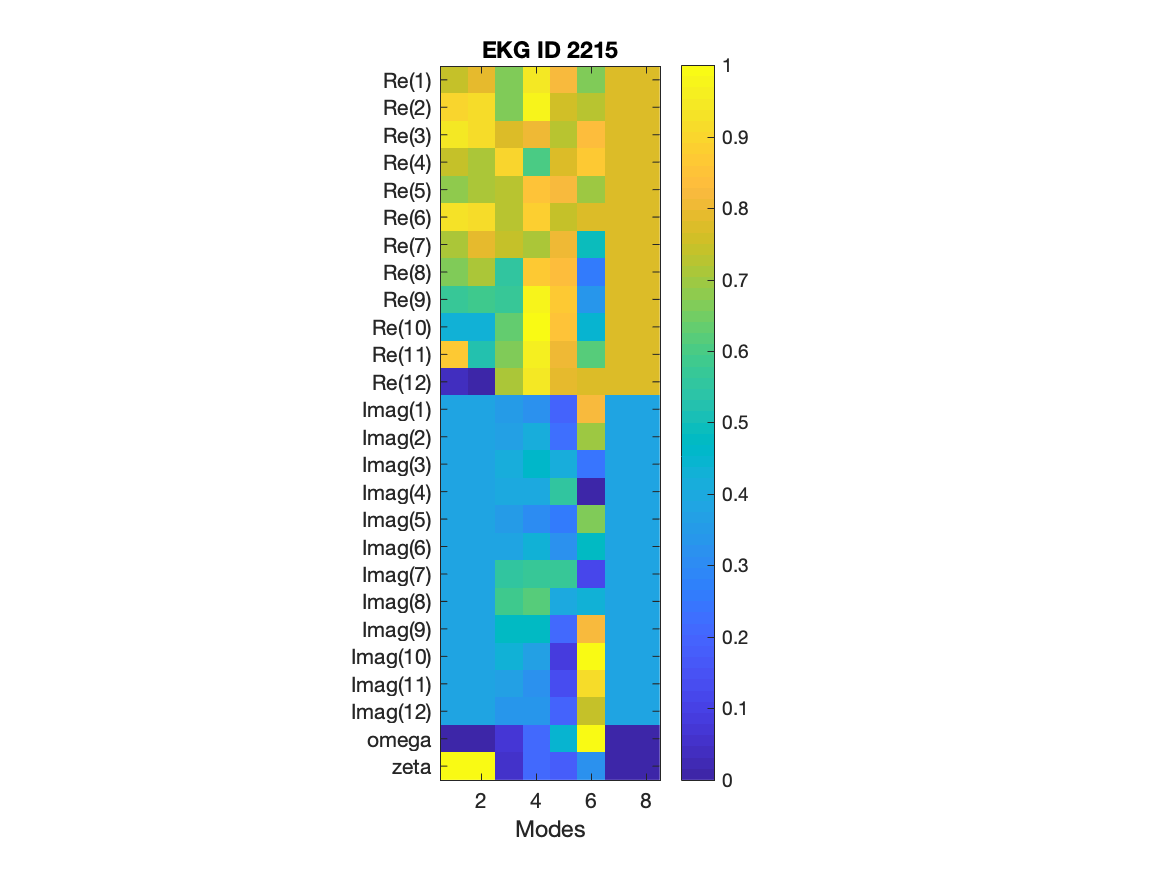 EKG ID 2215
Re(1)
Re(2)
Re(3)
Re(4)
Re(5)
Re(6)
Re(7)
Re(8)
Re(9)
Re(10)
Re(11)
Re(12)
Imag(1)
Imag(2)
Imag(3)
Imag(4)
Imag(5)
Imag(6)
Imag(7)
Imag(8)
Imag(9)
Imag(10)
Imag(11)
Imag(12)
omega
zeta
2 4 6 8
Modes
1
0.9
0.8
0.7
0.6
0.5
0.4
0.3
0.2
0.1
0